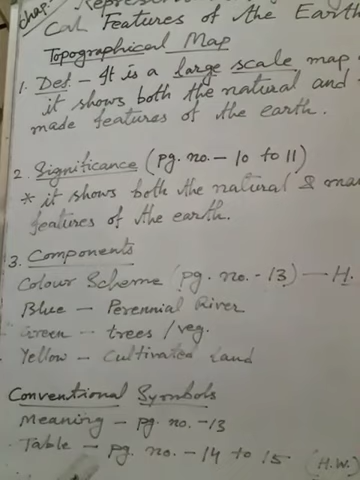 Chap:
Cal Features of the Earth
Topographical Map
1. Def. - It is a large scale map
it shows both the natural and
made features of the earth.
2. Significance (pg. no. - 10 to 11)
* it shows both the natural & man
features of the earth.
3. Components
Colour Scheme (pg. no. - 13) — H.
Blue - Perennial River
Green - trees / veg.
Yellow - Cultivated Land
Conventional Symbols
Meaning - pg. no. - 13
Table - pg. no. - 14 to 15 (H.W.)